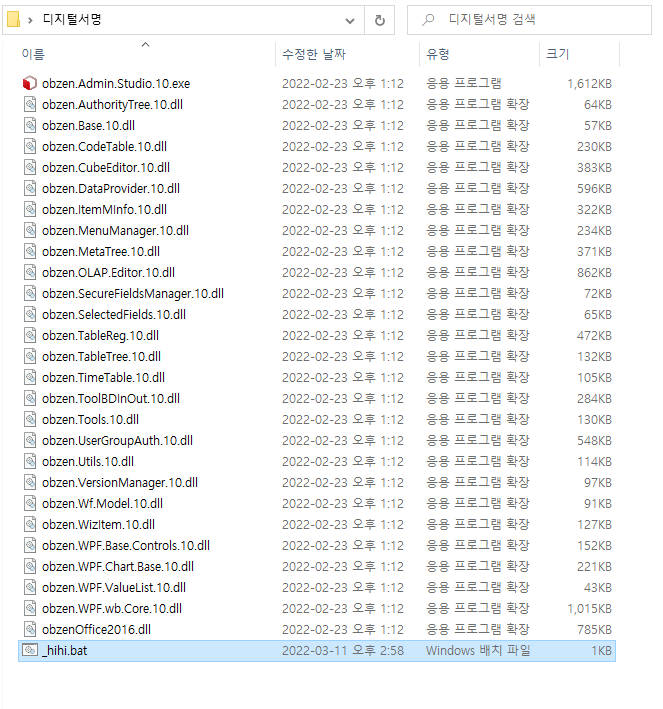 디지털서명 디지털서명 검색
이름 수정한 날짜 유형 크기
obzen.Admin.Studio.10.exe 2022-02-23 오후 1:12 응용 프로그램 1,612KB
obzen.AuthorityTree.10.dll 2022-02-23 오후 1:12 응용 프로그램 확장 64KB
obzen.Base.10.dll 2022-02-23 오후 1:12 응용 프로그램 확장 57KB
obzen.CodeTable.10.dll 2022-02-23 오후 1:12 응용 프로그램 확장 230KB
obzen.CubeEditor.10.dll 2022-02-23 오후 1:12 응용 프로그램 확장 383KB
obzen.DataProvider.10.dll 2022-02-23 오후 1:12 응용 프로그램 확장 596KB
obzen.ItemMInfo.10.dll 2022-02-23 오후 1:12 응용 프로그램 확장 322KB
obzen.MenuManager.10.dll 2022-02-23 오후 1:12 응용 프로그램 확장 234KB
obzen.MetaTree.10.dll 2022-02-23 오후 1:12 응용 프로그램 확장 371KB
obzen.OLAP.Editor.10.dll 2022-02-23 오후 1:12 응용 프로그램 확장 862KB
obzen.SecureFieldsManager.10.dll 2022-02-23 오후 1:12 응용 프로그램 확장 72KB
obzen.SelectedFields.10.dll 2022-02-23 오후 1:12 응용 프로그램 확장 65KB
obzen.TableReg.10.dll 2022-02-23 오후 1:12 응용 프로그램 확장 472KB
obzen.TableTree.10.dll 2022-02-23 오후 1:12 응용 프로그램 확장 132KB
obzen.TimeTable.10.dll 2022-02-23 오후 1:12 응용 프로그램 확장 105KB
obzen.ToolBDInOut.10.dll 2022-02-23 오후 1:12 응용 프로그램 확장 284KB
obzen.Tools.10.dll 2022-02-23 오후 1:12 응용 프로그램 확장 130KB
obzen.UserGroupAuth.10.dll 2022-02-23 오후 1:12 응용 프로그램 확장 548KB
obzen.Utils.10.dll 2022-02-23 오후 1:12 응용 프로그램 확장 114KB
obzen.VersionManager.10.dll 2022-02-23 오후 1:12 응용 프로그램 확장 97KB
obzen.Wf.Model.10.dll 2022-02-23 오후 1:12 응용 프로그램 확장 91KB
obzen.WizItem.10.dll 2022-02-23 오후 1:12 응용 프로그램 확장 127KB
obzen.WPF.Base.Controls.10.dll 2022-02-23 오후 1:12 응용 프로그램 확장 152KB
obzen.WPF.Chart.Base.10.dll 2022-02-23 오후 1:12 응용 프로그램 확장 221KB
obzen.WPF.ValueList.10.dll 2022-02-23 오후 1:12 응용 프로그램 확장 43KB
obzen.WPF.wb.Core.10.dll 2022-02-23 오후 1:12 응용 프로그램 확장 1,015KB
obzenOffice2016.dll 2022-02-23 오후 1:12 응용 프로그램 확장 785KB
_hihi.bat 2022-03-11 오후 2:58 Windows 배치 파일 1KB